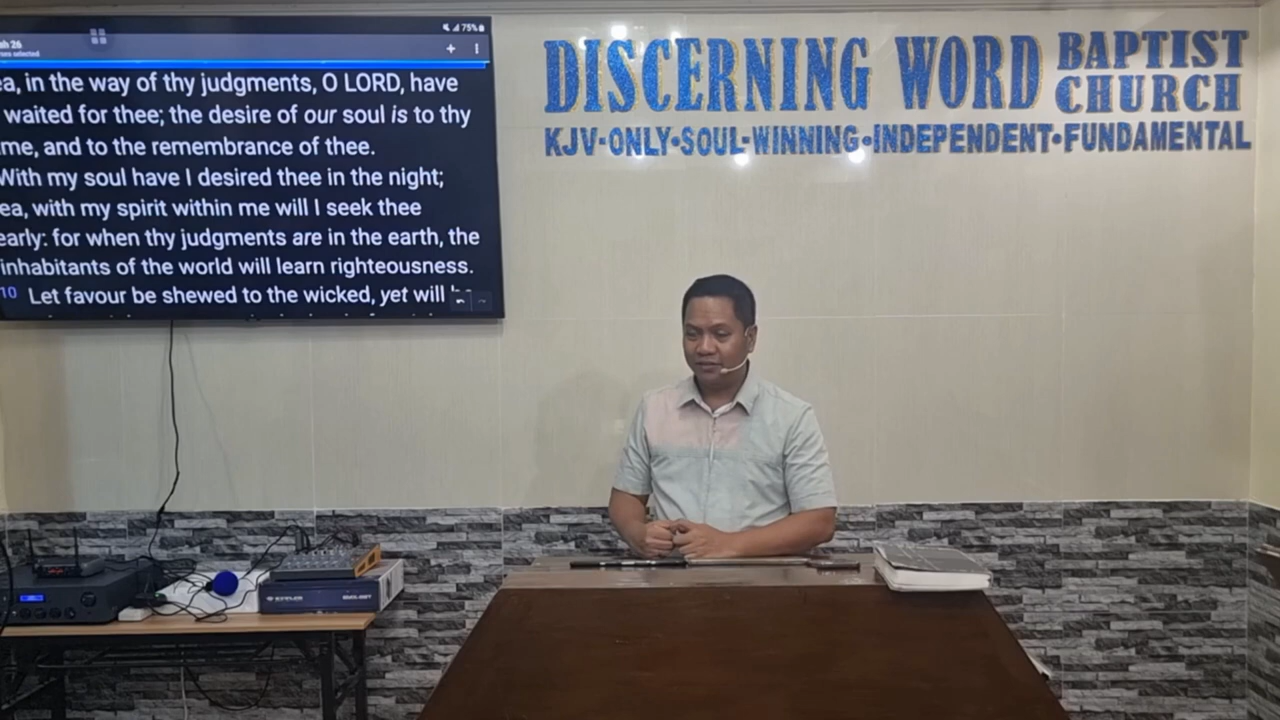 75%
ah 26
ea, in the way of thy judgments, O LORD, have
waited for thee; the desire of our soul is to thy
me, and to the remembrance of thee.
With my soul have I desired thee in the night;
ea, with my spirit within me will I seek thee
early: for when thy judgments are in the earth, the
inhabitants of the world will learn righteousness.
10 Let favour be shewed to the wicked, yet will
DISCERNING WORD BAPTIST CHURCH
KJV-ONLY•SOUL-WINNING•INDEPENDENT•FUNDAMENTAL